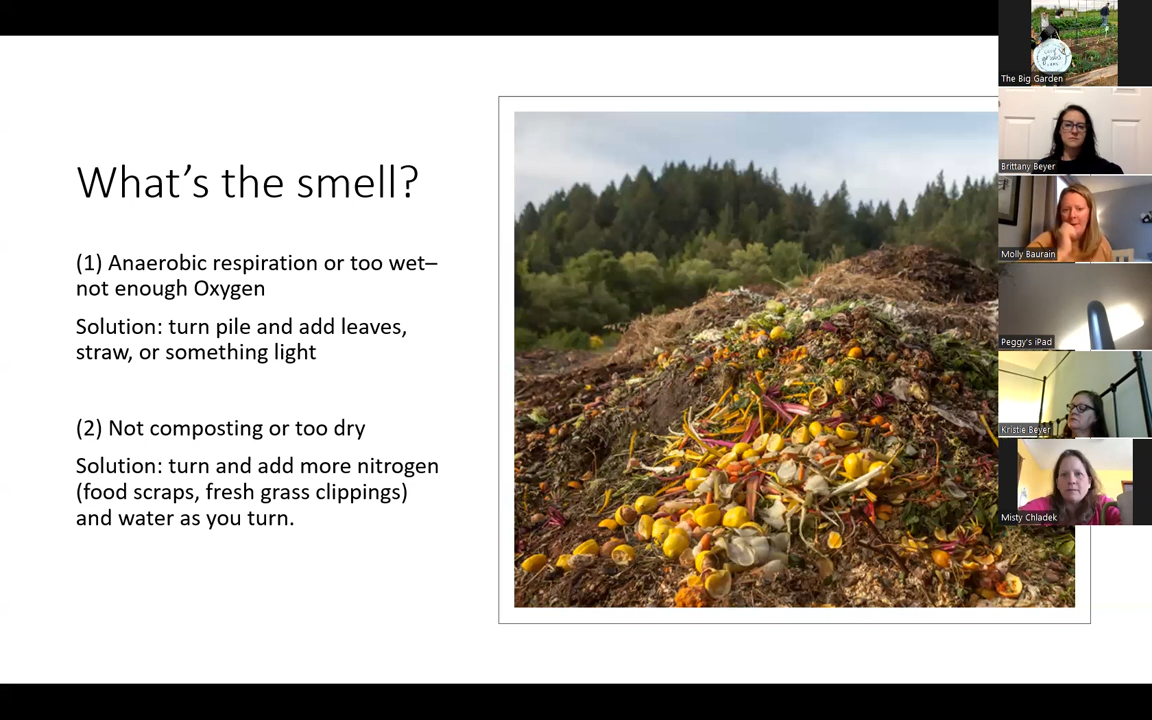 What's the smell?
(1) Anaerobic respiration or too wet–
not enough Oxygen
Solution: turn pile and add leaves,
straw, or something light
(2) Not composting or too dry
Solution: turn and add more nitrogen
(food scraps, fresh grass clippings)
and water as you turn.
The Big Garden
Brittany Beyer
Molly Baurain
Peggy's iPad
Kristie Beyer
Misty Chladek